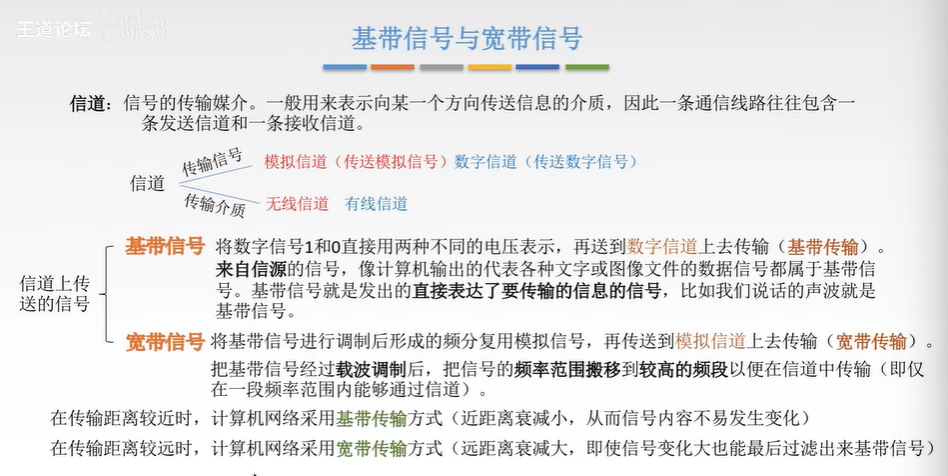 王道论坛
基带信号与宽带信号
信道：信号的传输媒介。一般用来表示向某一个方向传送信息的介质，因此一条通信线路往往包含一
条发送信道和一条接收信道。
传输信号 模拟信道（传送模拟信号）数字信道（传送数字信号）
信道
传输介质 无线信道 有线信道
基带信号 将数字信号1和0直接用两种不同的电压表示，再送到数字信道上去传输（基带传输）。
来自信源的信号，像计算机输出的代表各种文字或图像文件的数据信号都属于基带信
信道上传
送的信号
号。基带信号就是发出的直接表达了要传输的信息的信号，比如我们说话的声波就是
基带信号。
宽带信号 将基带信号进行调制后形成的频分复用模拟信号，再传送到模拟信道上去传输（宽带传输）。
把基带信号经过载波调制后，把信号的频率范围搬移到较高的频段以便在信道中传输（即仅
在一段频率范围内能够通过信道）。
在传输距离较近时，计算机网络采用基带传输方式（近距离衰减小，从而信号内容不易发生变化）
在传输距离较远时，计算机网络采用宽带传输方式（远距离衰减大，即使信号变化大也能最后过滤出来基带信号）